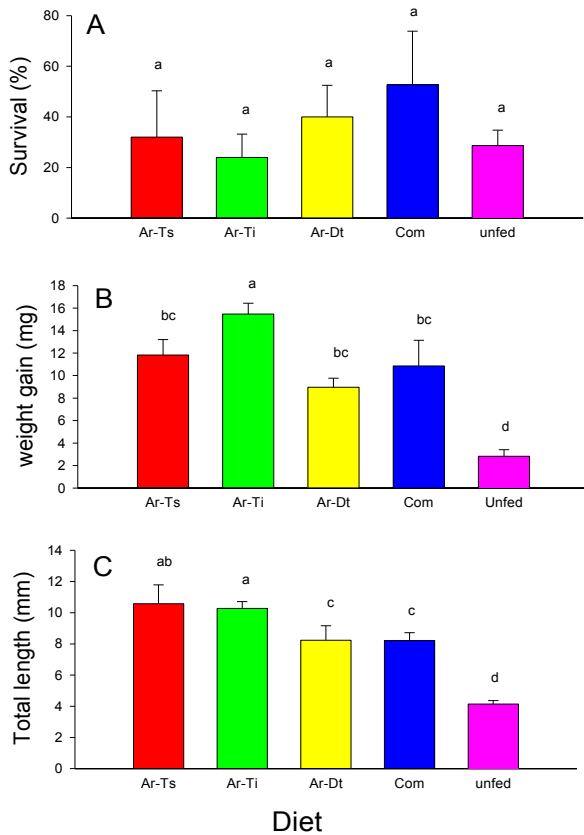 A
Survival (%)
80
60
40
20
0
a a a a a
Ar-Ts Ar-Ti Ar-Dt Com unfed
B
weight gain (mg)
18
16
14
12
10
8
6
4
2
0
bc a bc bc d
Ar-Ts Ar-Ti Ar-Dt Com Unfed
C
Total length (mm)
14
12
10
8
6
4
2
0
ab a c c d
Ar-Ts Ar-Ti Ar-Dt Com unfed
Diet